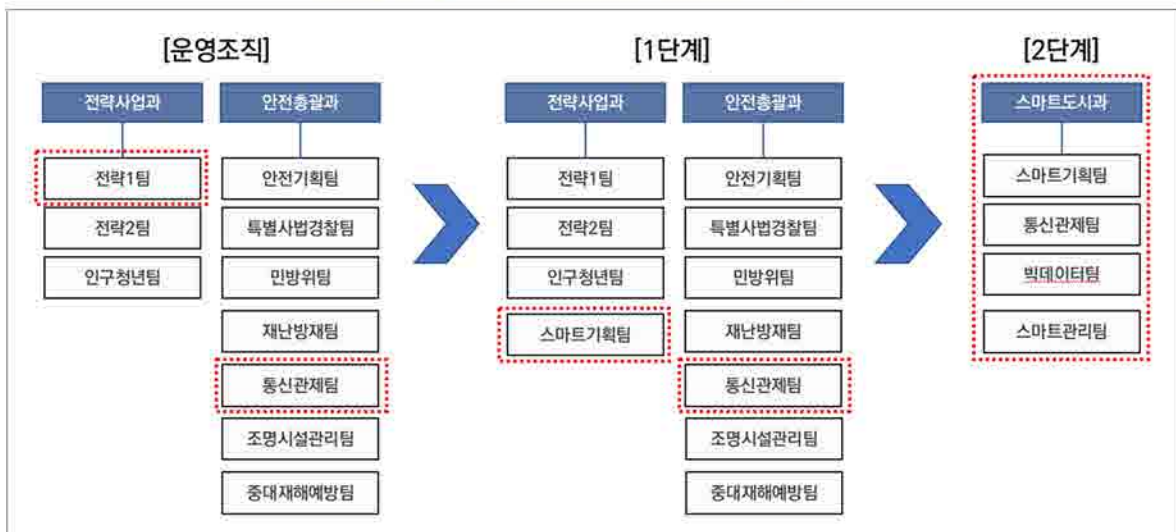 [운영조직]
전략사업과
전략1팀
전략2팀
인구청년팀
안전총괄과
안전기획팀
특별사법경찰팀
민방위팀
재난방재팀
통신관제팀
조명시설관리팀
중대재해예방팀
[1단계]
전략사업과
전략1팀
전략2팀
인구청년팀
스마트기획팀
안전총괄과
안전기획팀
특별사법경찰팀
민방위팀
재난방재팀
통신관제팀
조명시설관리팀
중대재해예방팀
[2단계]
스마트도시과
스마트기획팀
통신관제팀
빅데이터팀
스마트관리팀